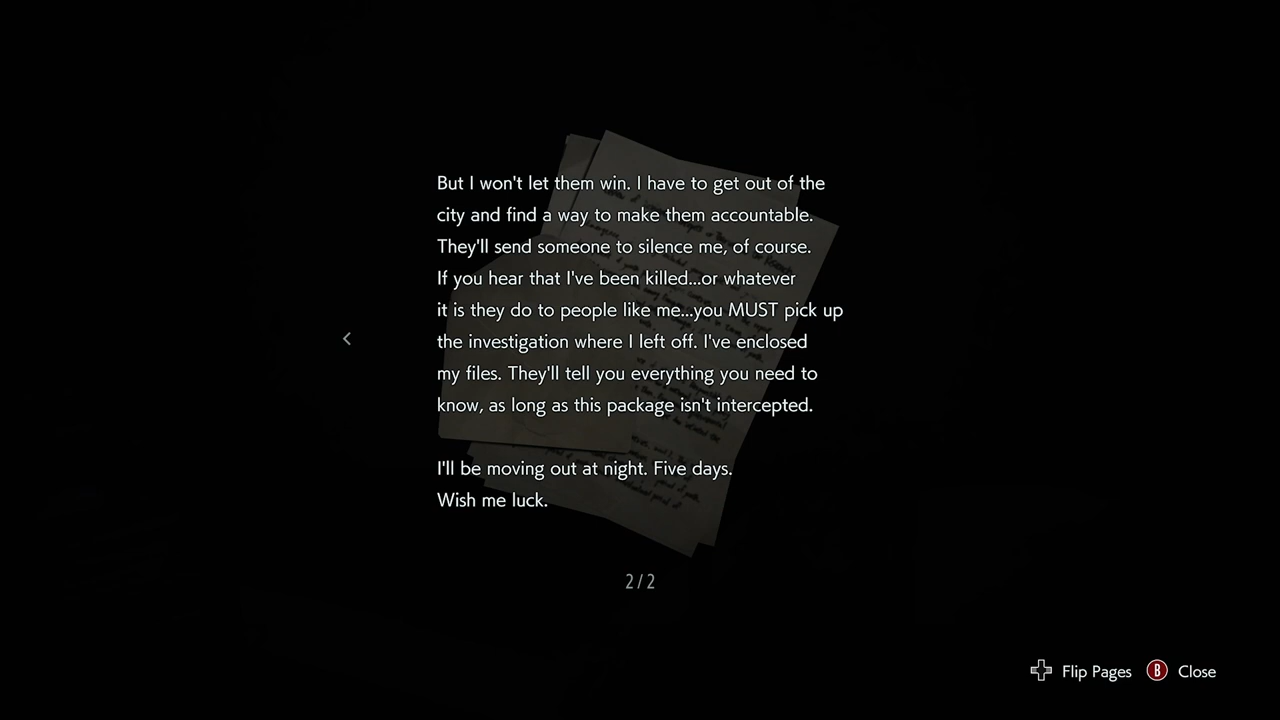 But I won't let them win. I have to get out of the
city and find a way to make them accountable.
They'll send someone to silence me, of course.
If you hear that I've been killed...or whatever
it is they do to people like me...you MUST pick up
the investigation where I left off. I've enclosed
my files. They'll tell you everything you need to
know, as long as this package isn't intercepted.
I'll be moving out at night. Five days.
Wish me luck.
<
2 / 2
Flip Pages B Close